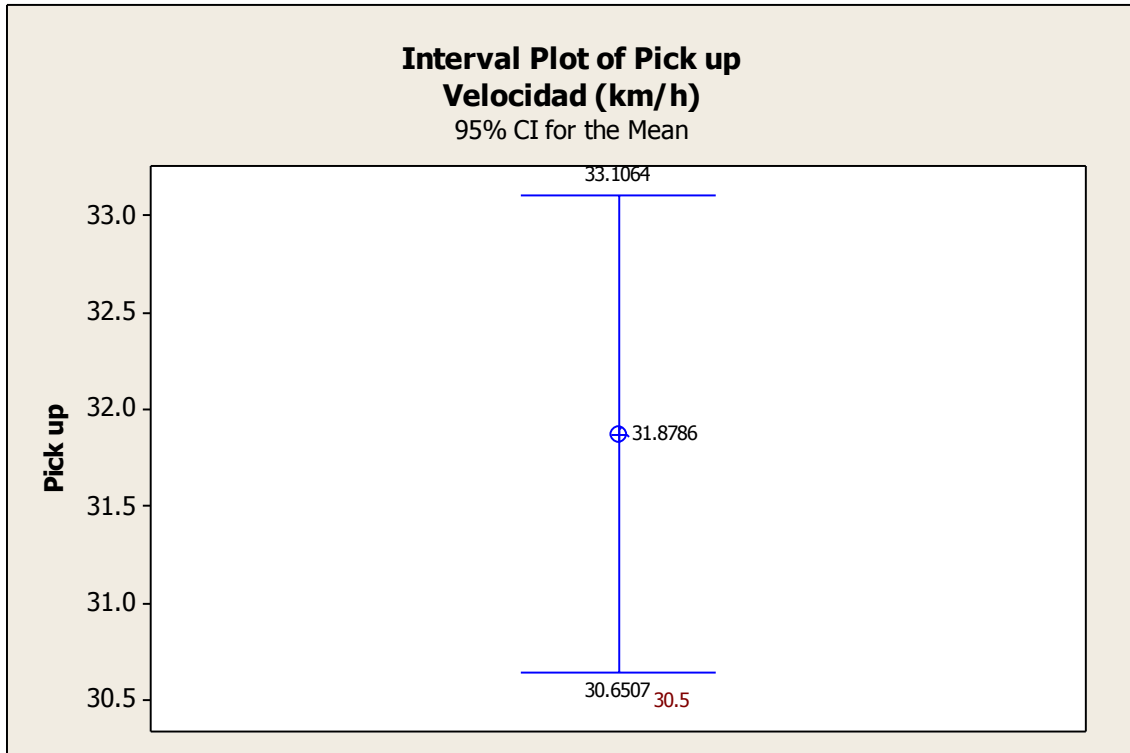 Interval Plot of Pick up
Velocidad (km/h)
95% CI for the Mean
33.1064
33.0
32.5
32.0
31.8786
Pick up
31.5
31.0
30.6507 30.5
30.5